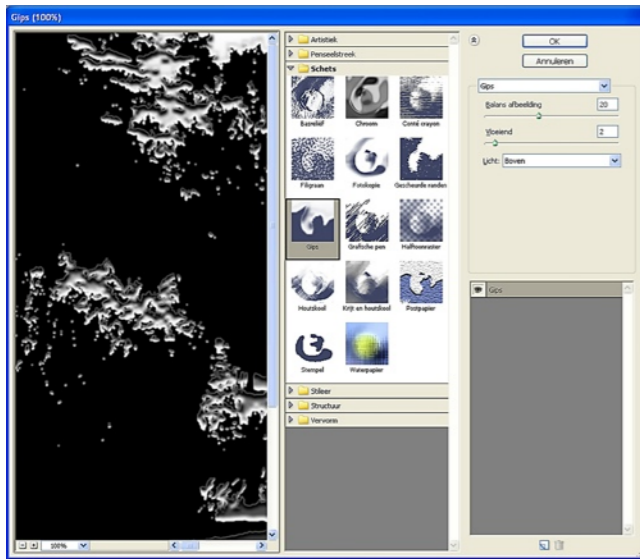 Gips (100%)
Artistiek
Penseelstreek
Schets
Basreliëf
Chroom
Conté crayon
Filigraan
Fotokopie
Gescheurde randen
Gips
Grafische pen
Halftoonraster
Houtskool
Krijt en houtskool
Postpapier
Stempel
Waterpapier
Stileer
Structuur
Vervorm
100%
OK
Annuleren
Gips
Balans afbeelding 20
Vloeiend 2
Licht: Boven
Gips